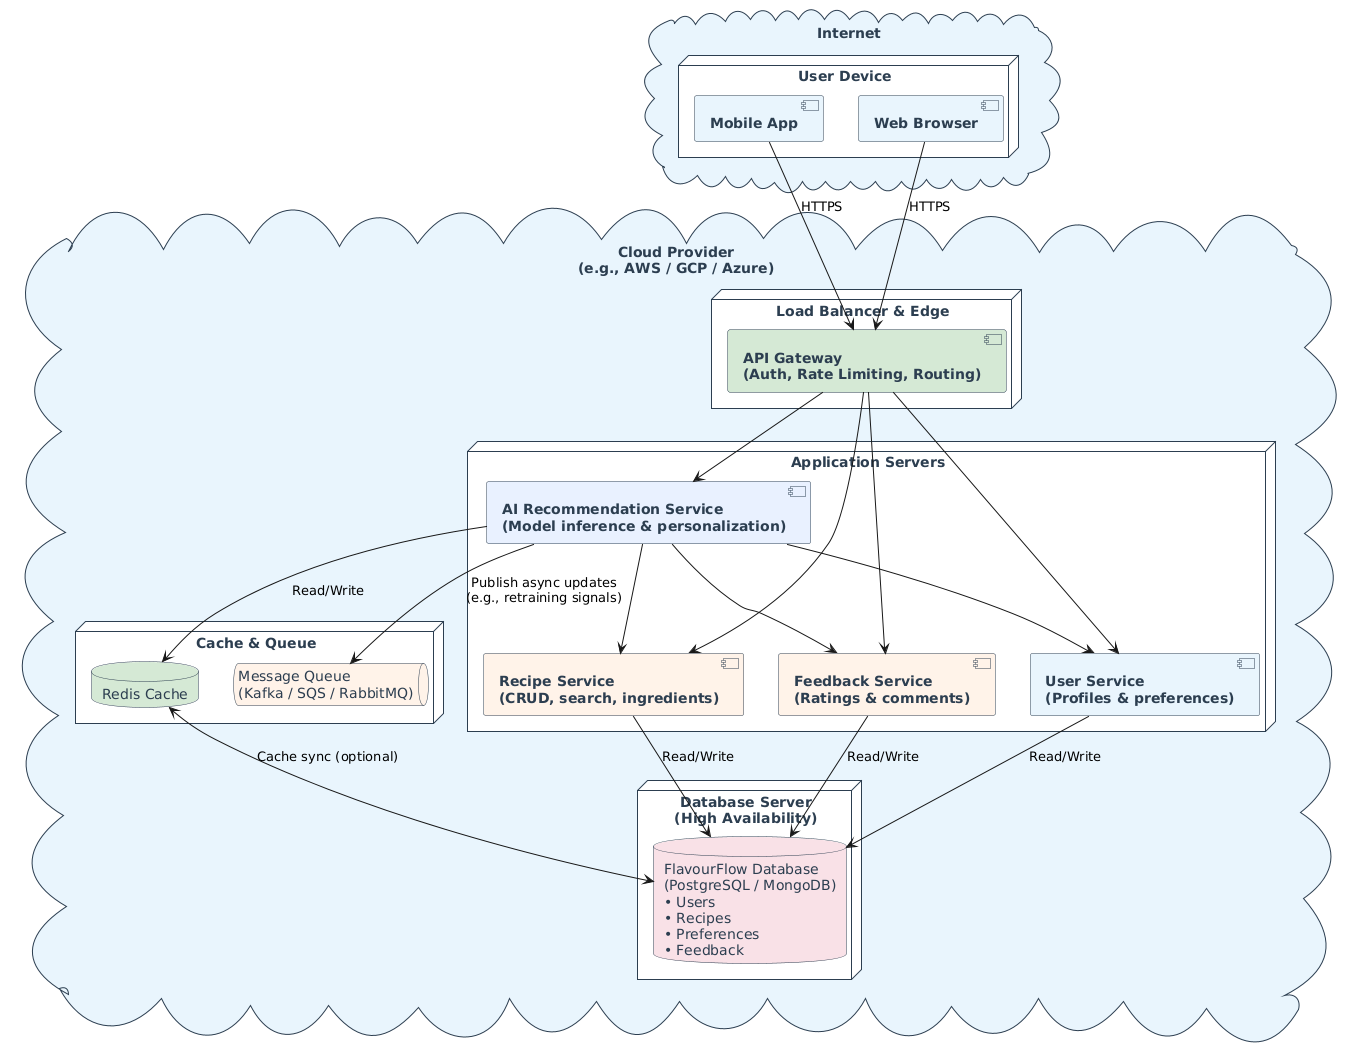 Internet
User Device
Mobile App
Web Browser
HTTPS
HTTPS
Cloud Provider
(e.g., AWS / GCP / Azure)
Load Balancer & Edge
API Gateway
(Auth, Rate Limiting, Routing)
Application Servers
AI Recommendation Service
(Model inference & personalization)
Read/Write
Publish async updates
(e.g., retraining signals)
Cache & Queue
Redis Cache
Message Queue
(Kafka / SQS / RabbitMQ)
Recipe Service
(CRUD, search, ingredients)
Feedback Service
(Ratings & comments)
User Service
(Profiles & preferences)
Cache sync (optional)
Read/Write
Read/Write
Read/Write
Database Server
(High Availability)
FlavourFlow Database
(PostgreSQL / MongoDB)
• Users
• Recipes
• Preferences
• Feedback